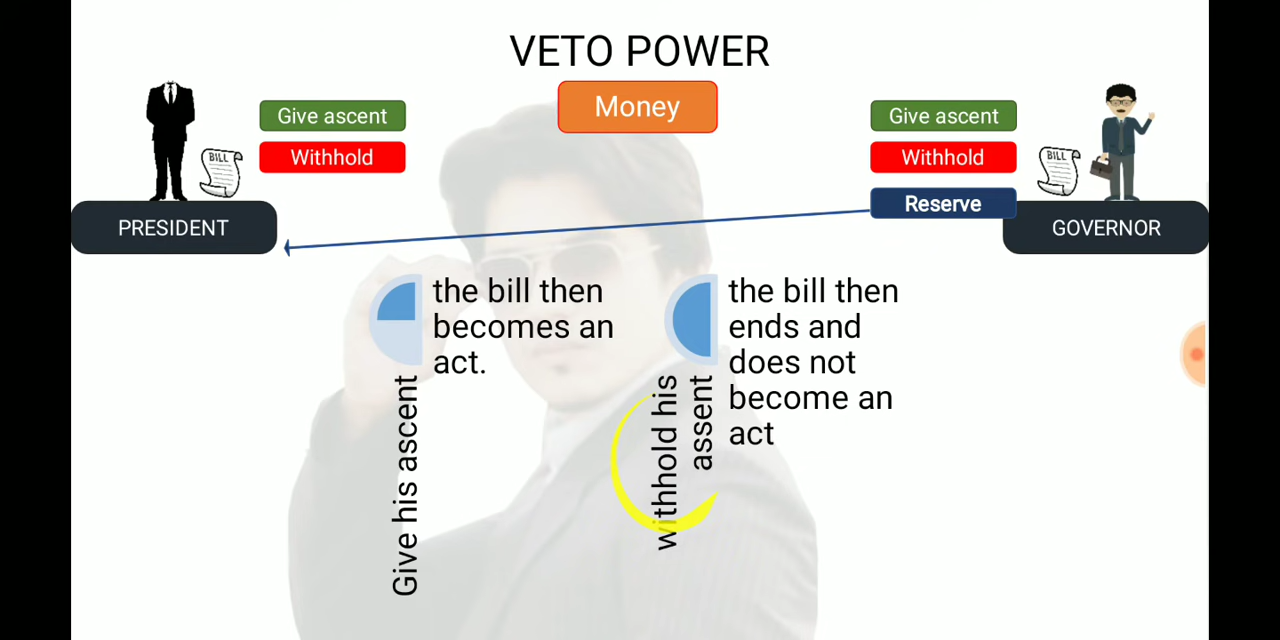 VETO POWER
Money
Give ascent
Withhold
BILL
PRESIDENT
Give ascent
Withhold
Reserve
BILL
GOVERNOR
Give his ascent
the bill then
becomes an
act.
withhold his
assent
the bill then
ends and
does not
become an
act